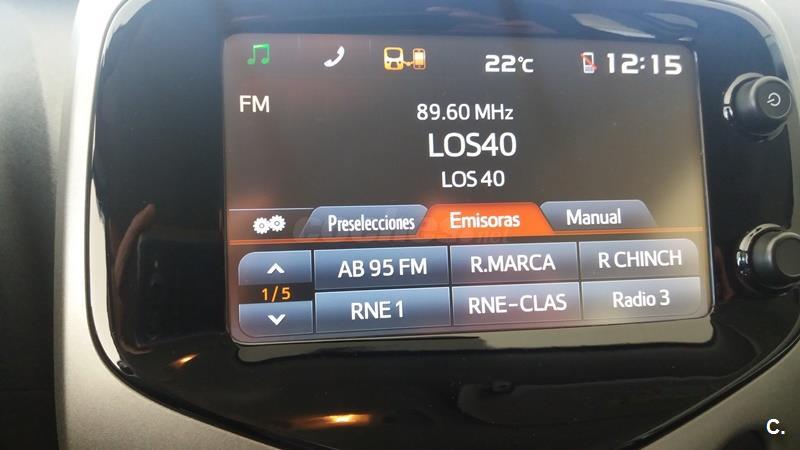 22°C 12:15
FM
89.60 MHz
LOS40
LOS 40
Preselecciones Emisoras Manual
AB 95 FM R.MARCA R CHINCH
1/5
RNE 1 RNE-CLAS Radio 3
C.